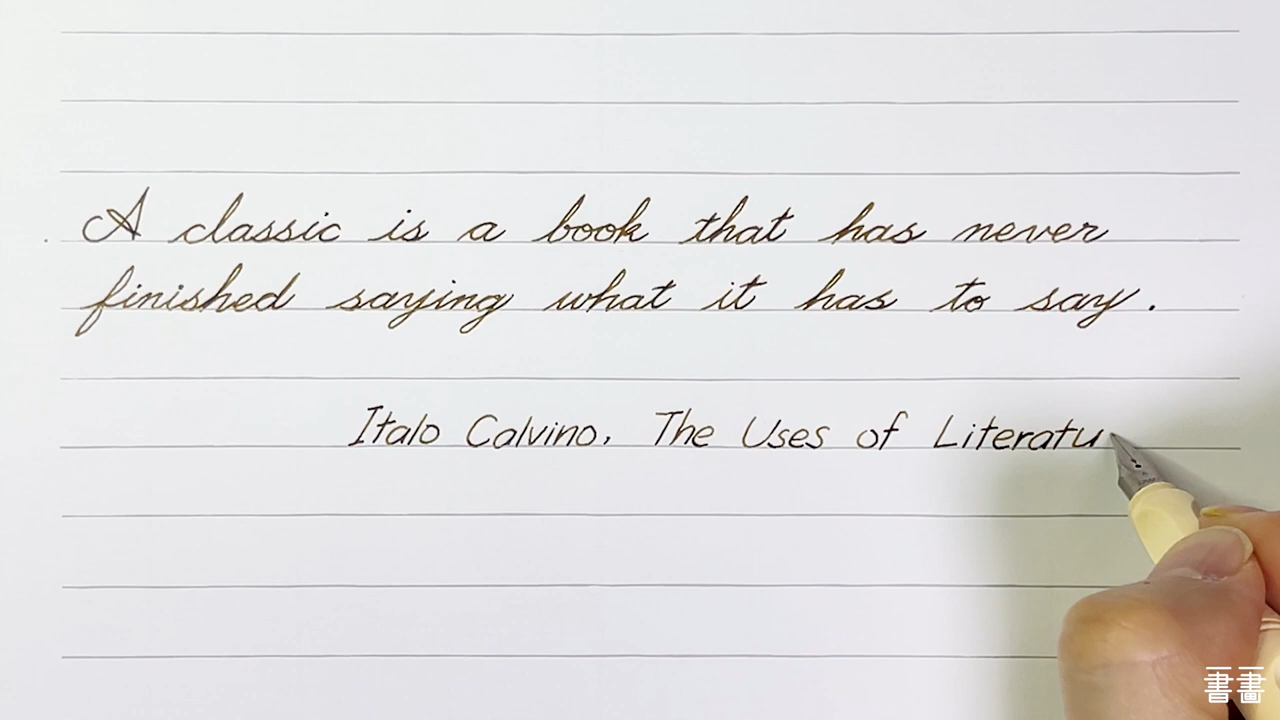 A classic is a book that has never
finished saying what it has to say.
Italo Calvino, The Uses of Literatu
書畫